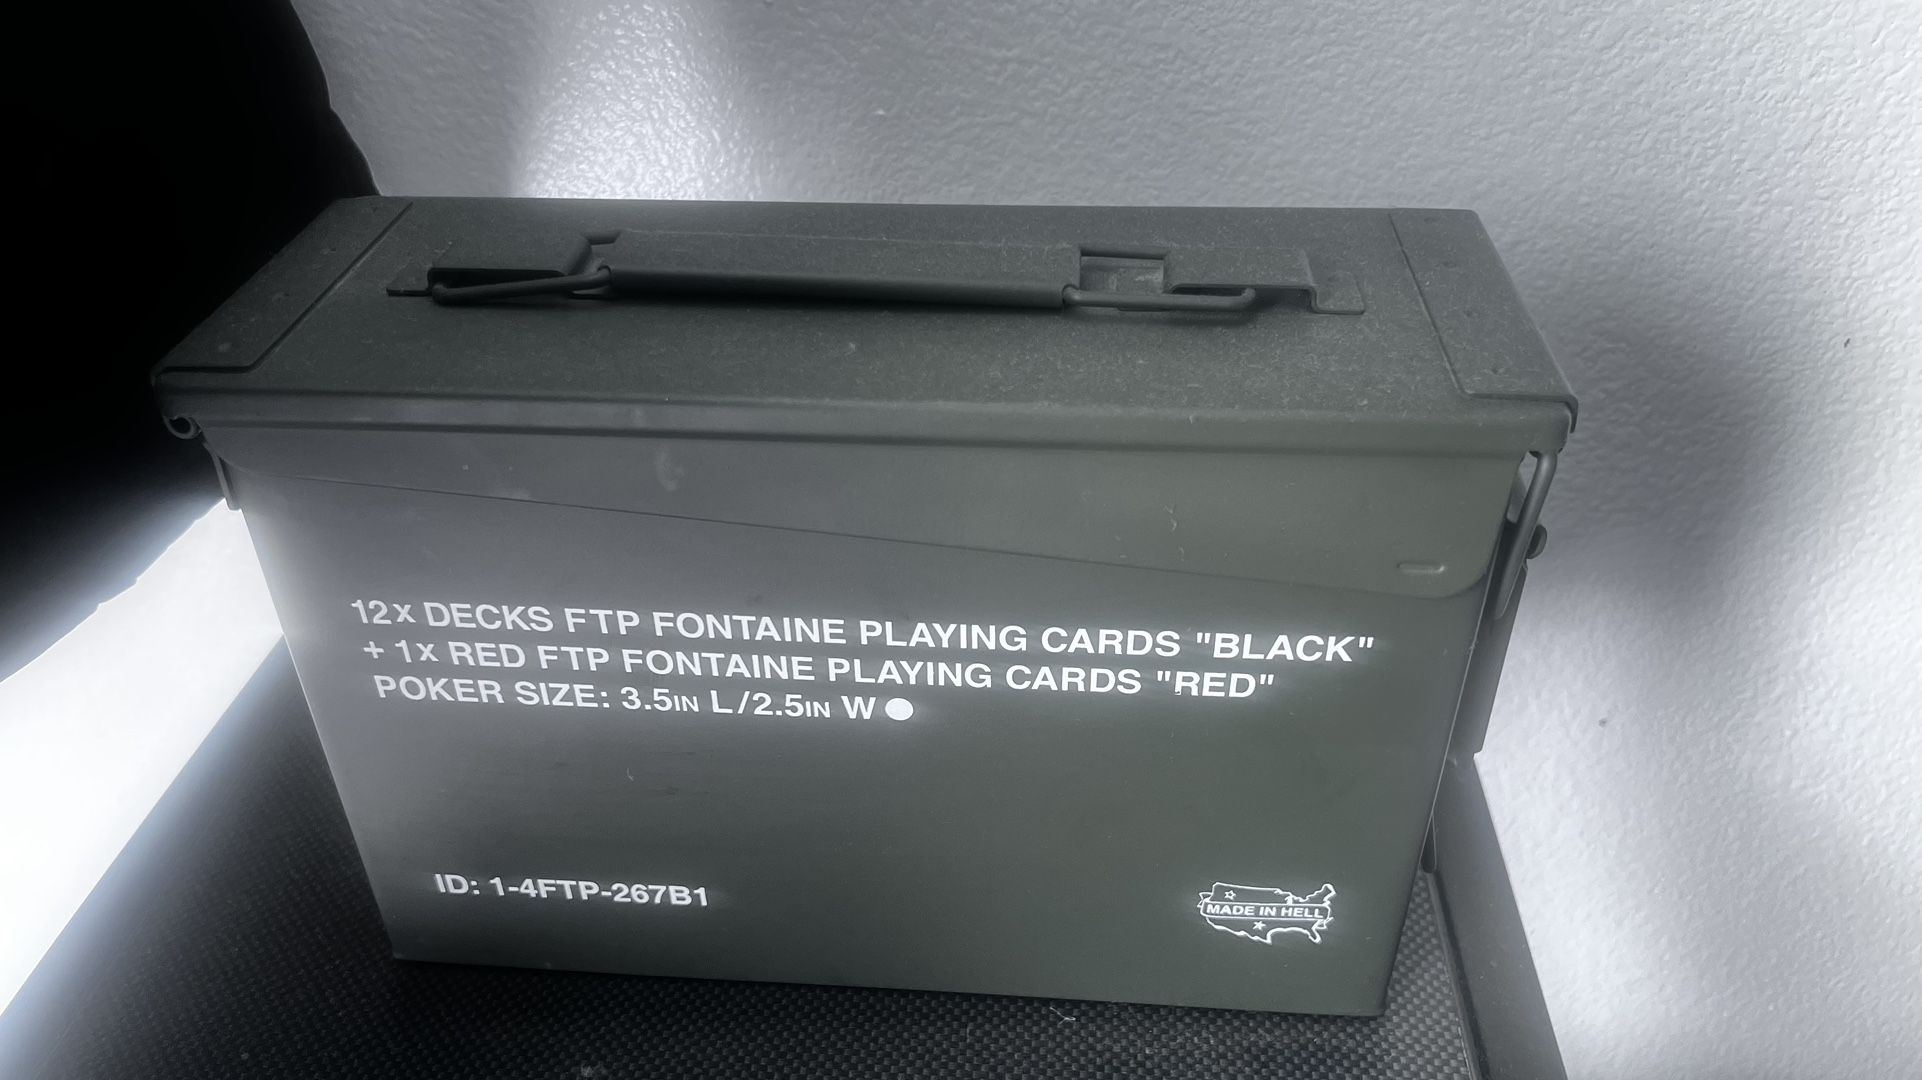 12x DECKS FTP FONTAINE PLAYING CARDS "BLACK"
+ 1x RED FTP FONTAINE PLAYING CARDS "RED"
POKER SIZE: 3.5IN L/2.5IN W
ID: 1-4FTP-267B1
MADE IN HELL